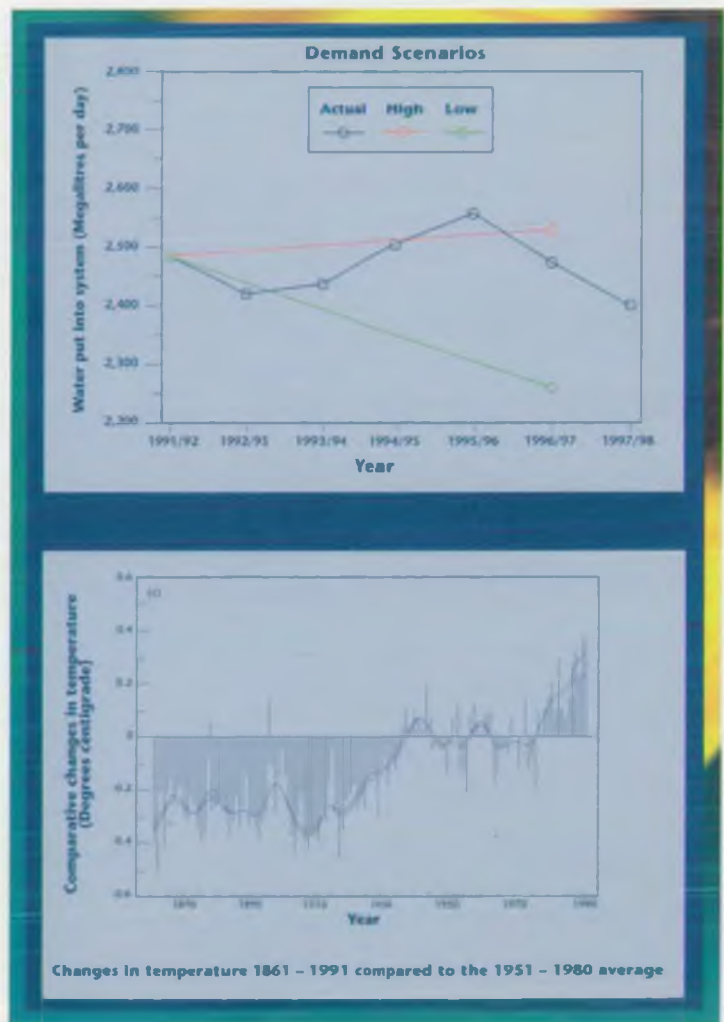 Demand Scenarios
Water put into system (Megalitres per day)
2,800
2,700
2,600
2,500
2,400
2,300
2,200
Actual High Low
1991/92 1992/93 1993/94 1994/95 1995/96 1996/97 1997/98
Year
Comparative changes in temperature
(Degrees centigrade)
0.6
0.4
0.2
0
0.2
0.4
0.6
Year
Changes in temperature 1861 – 1991 compared to the 1951 – 1980 average